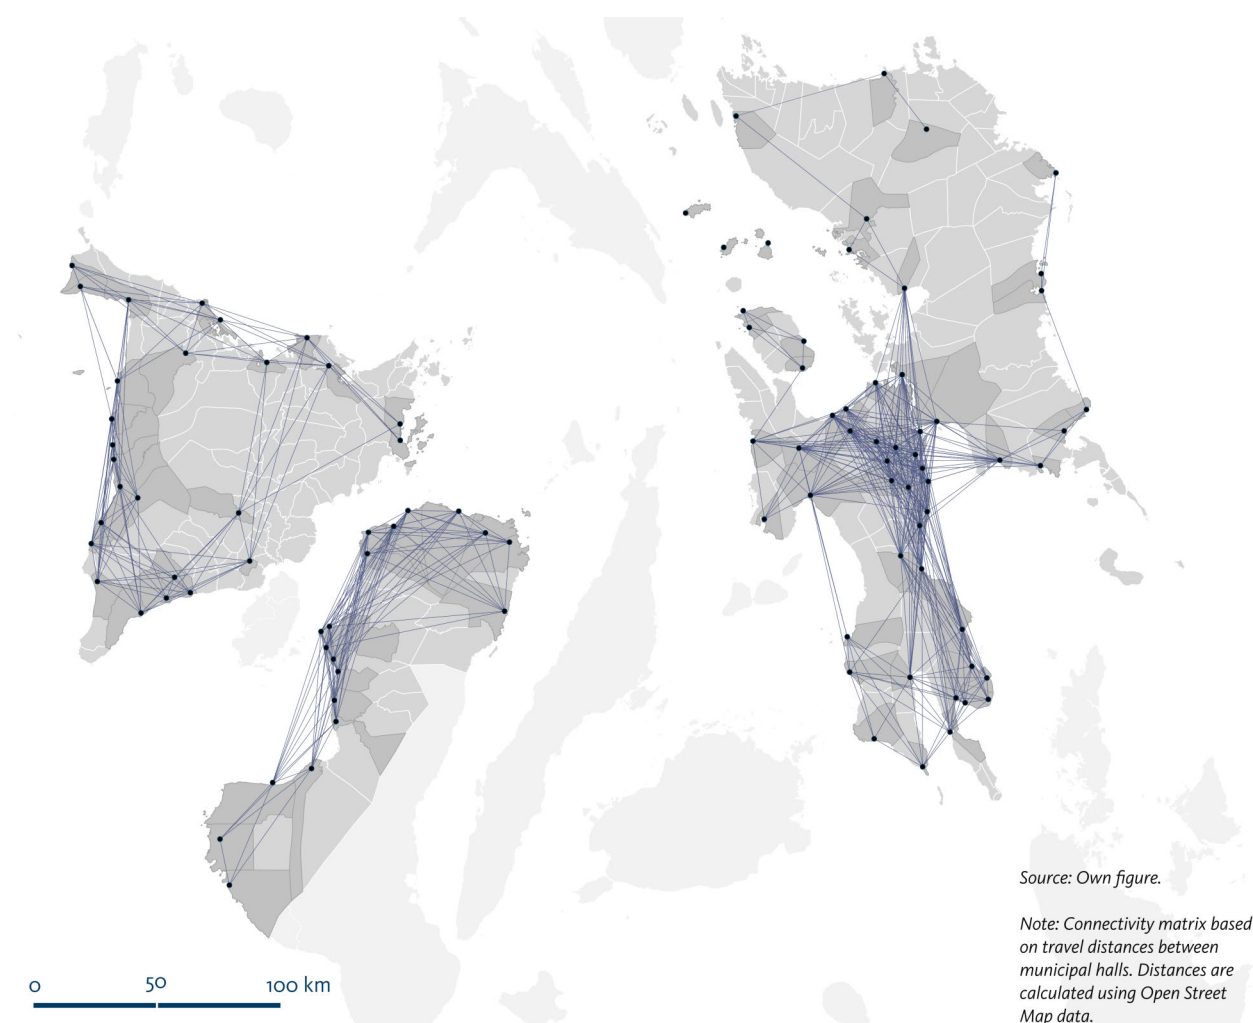 Source: Own figure.
Note: Connectivity matrix based
on travel distances between
municipal halls. Distances are
calculated using Open Street
Map data.
0 50 100 km